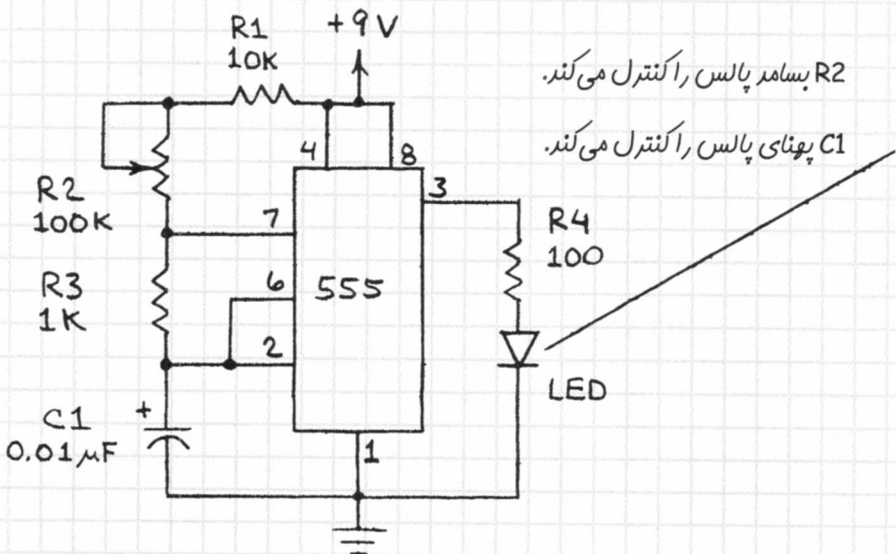 +9V
R1
10K
R2 بسامد پالس را کنترل می‌کند.
C1 پهنای پالس را کنترل می‌کند.
4
8
3
R2
100K
7
R4
100
R3
1K
6
555
2
LED
C1
+
0.01µF
1